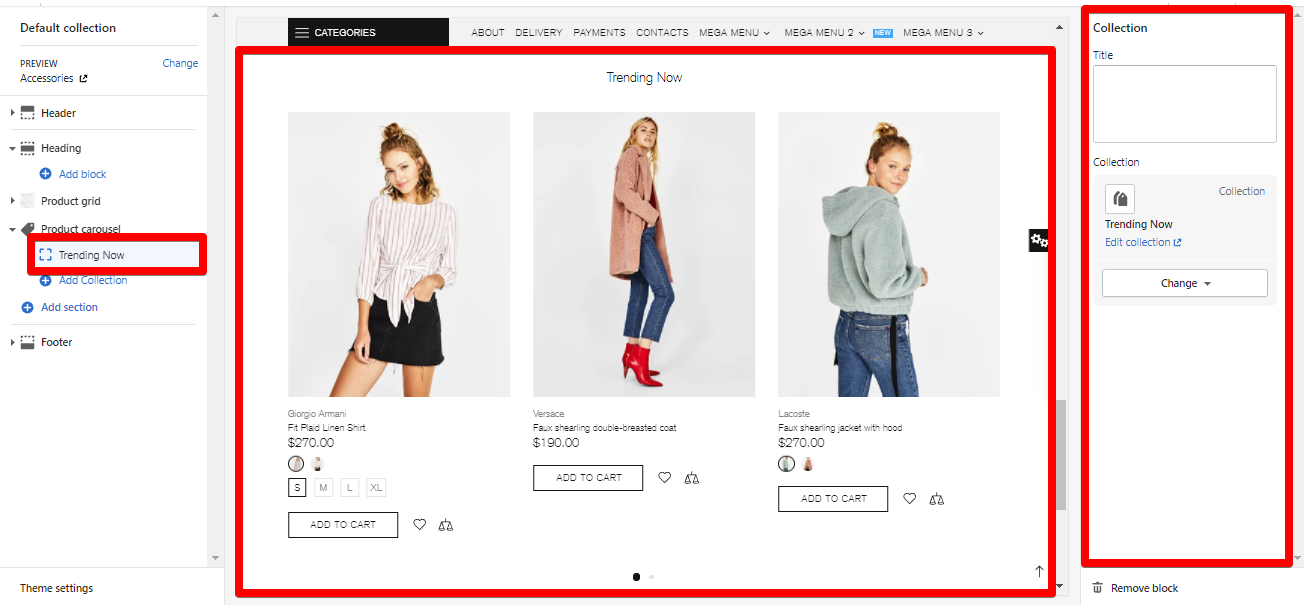 Default collection
PREVIEW
Change
Accessories
Header
Heading
Add block
Product grid
Product carousel
Trending Now
Add Collection
Add section
Footer
Theme settings
CATEGORIES
ABOUT DELIVERY PAYMENTS CONTACTS MEGA MENU MEGA MENU 2 NEW MEGA MENU 3
Trending Now
Giorgio Armani
Fit Plaid Linen Shirt
$270.00
S M L XL
ADD TO CART
Versace
Faux shearling double-breasted coat
$190.00
ADD TO CART
Lacoste
Faux shearling jacket with hood
$270.00
ADD TO CART
Collection
Title
Collection
Collection
Trending Now
Edit collection
Change
Remove block